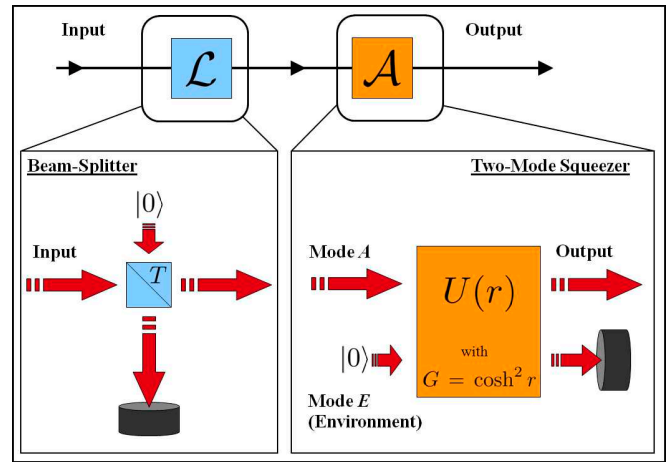 Input
Output
ℒ
𝒜
Beam-Splitter
|0⟩
Input
T
Two-Mode Squeezer
Mode A
Output
U(r)
|0⟩
with
G = cosh² r
Mode E
(Environment)